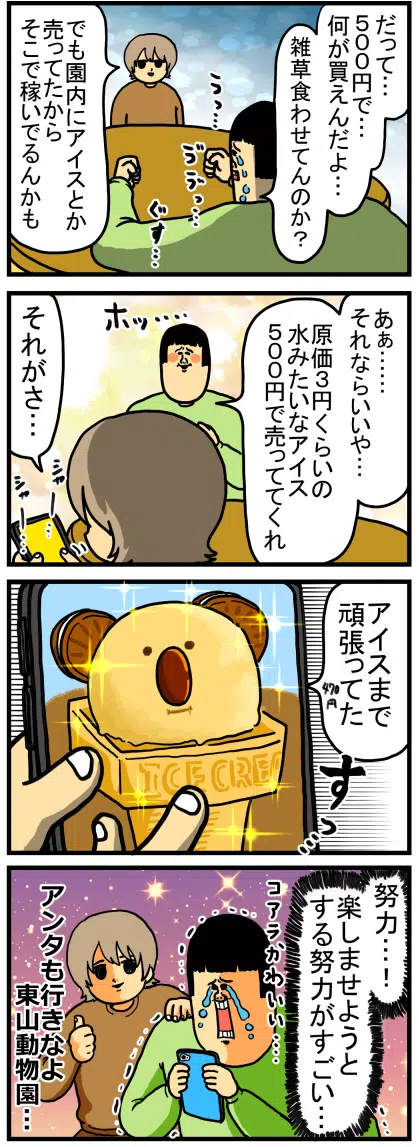 だって…
500円で…
何が買えんだよ…
雑草食わせてんのか？
うっ…
ゔゔっ…
ぐす…
でも園内にアイスとか
売ってたから
そこで稼いでるんかも
あぁ……
それならいいや…
原価3円くらいの
水みたいなアイス
500円で売っててくれ
ホッ……
それがさ…
シャー…
シャー…
アイスまで
頑張ってた
470円
ICE CREA
すっ…
努力…！
楽しませようと
する努力がすごい…
コアラ、かわいい……
アンタも行きなよ
東山動物園…